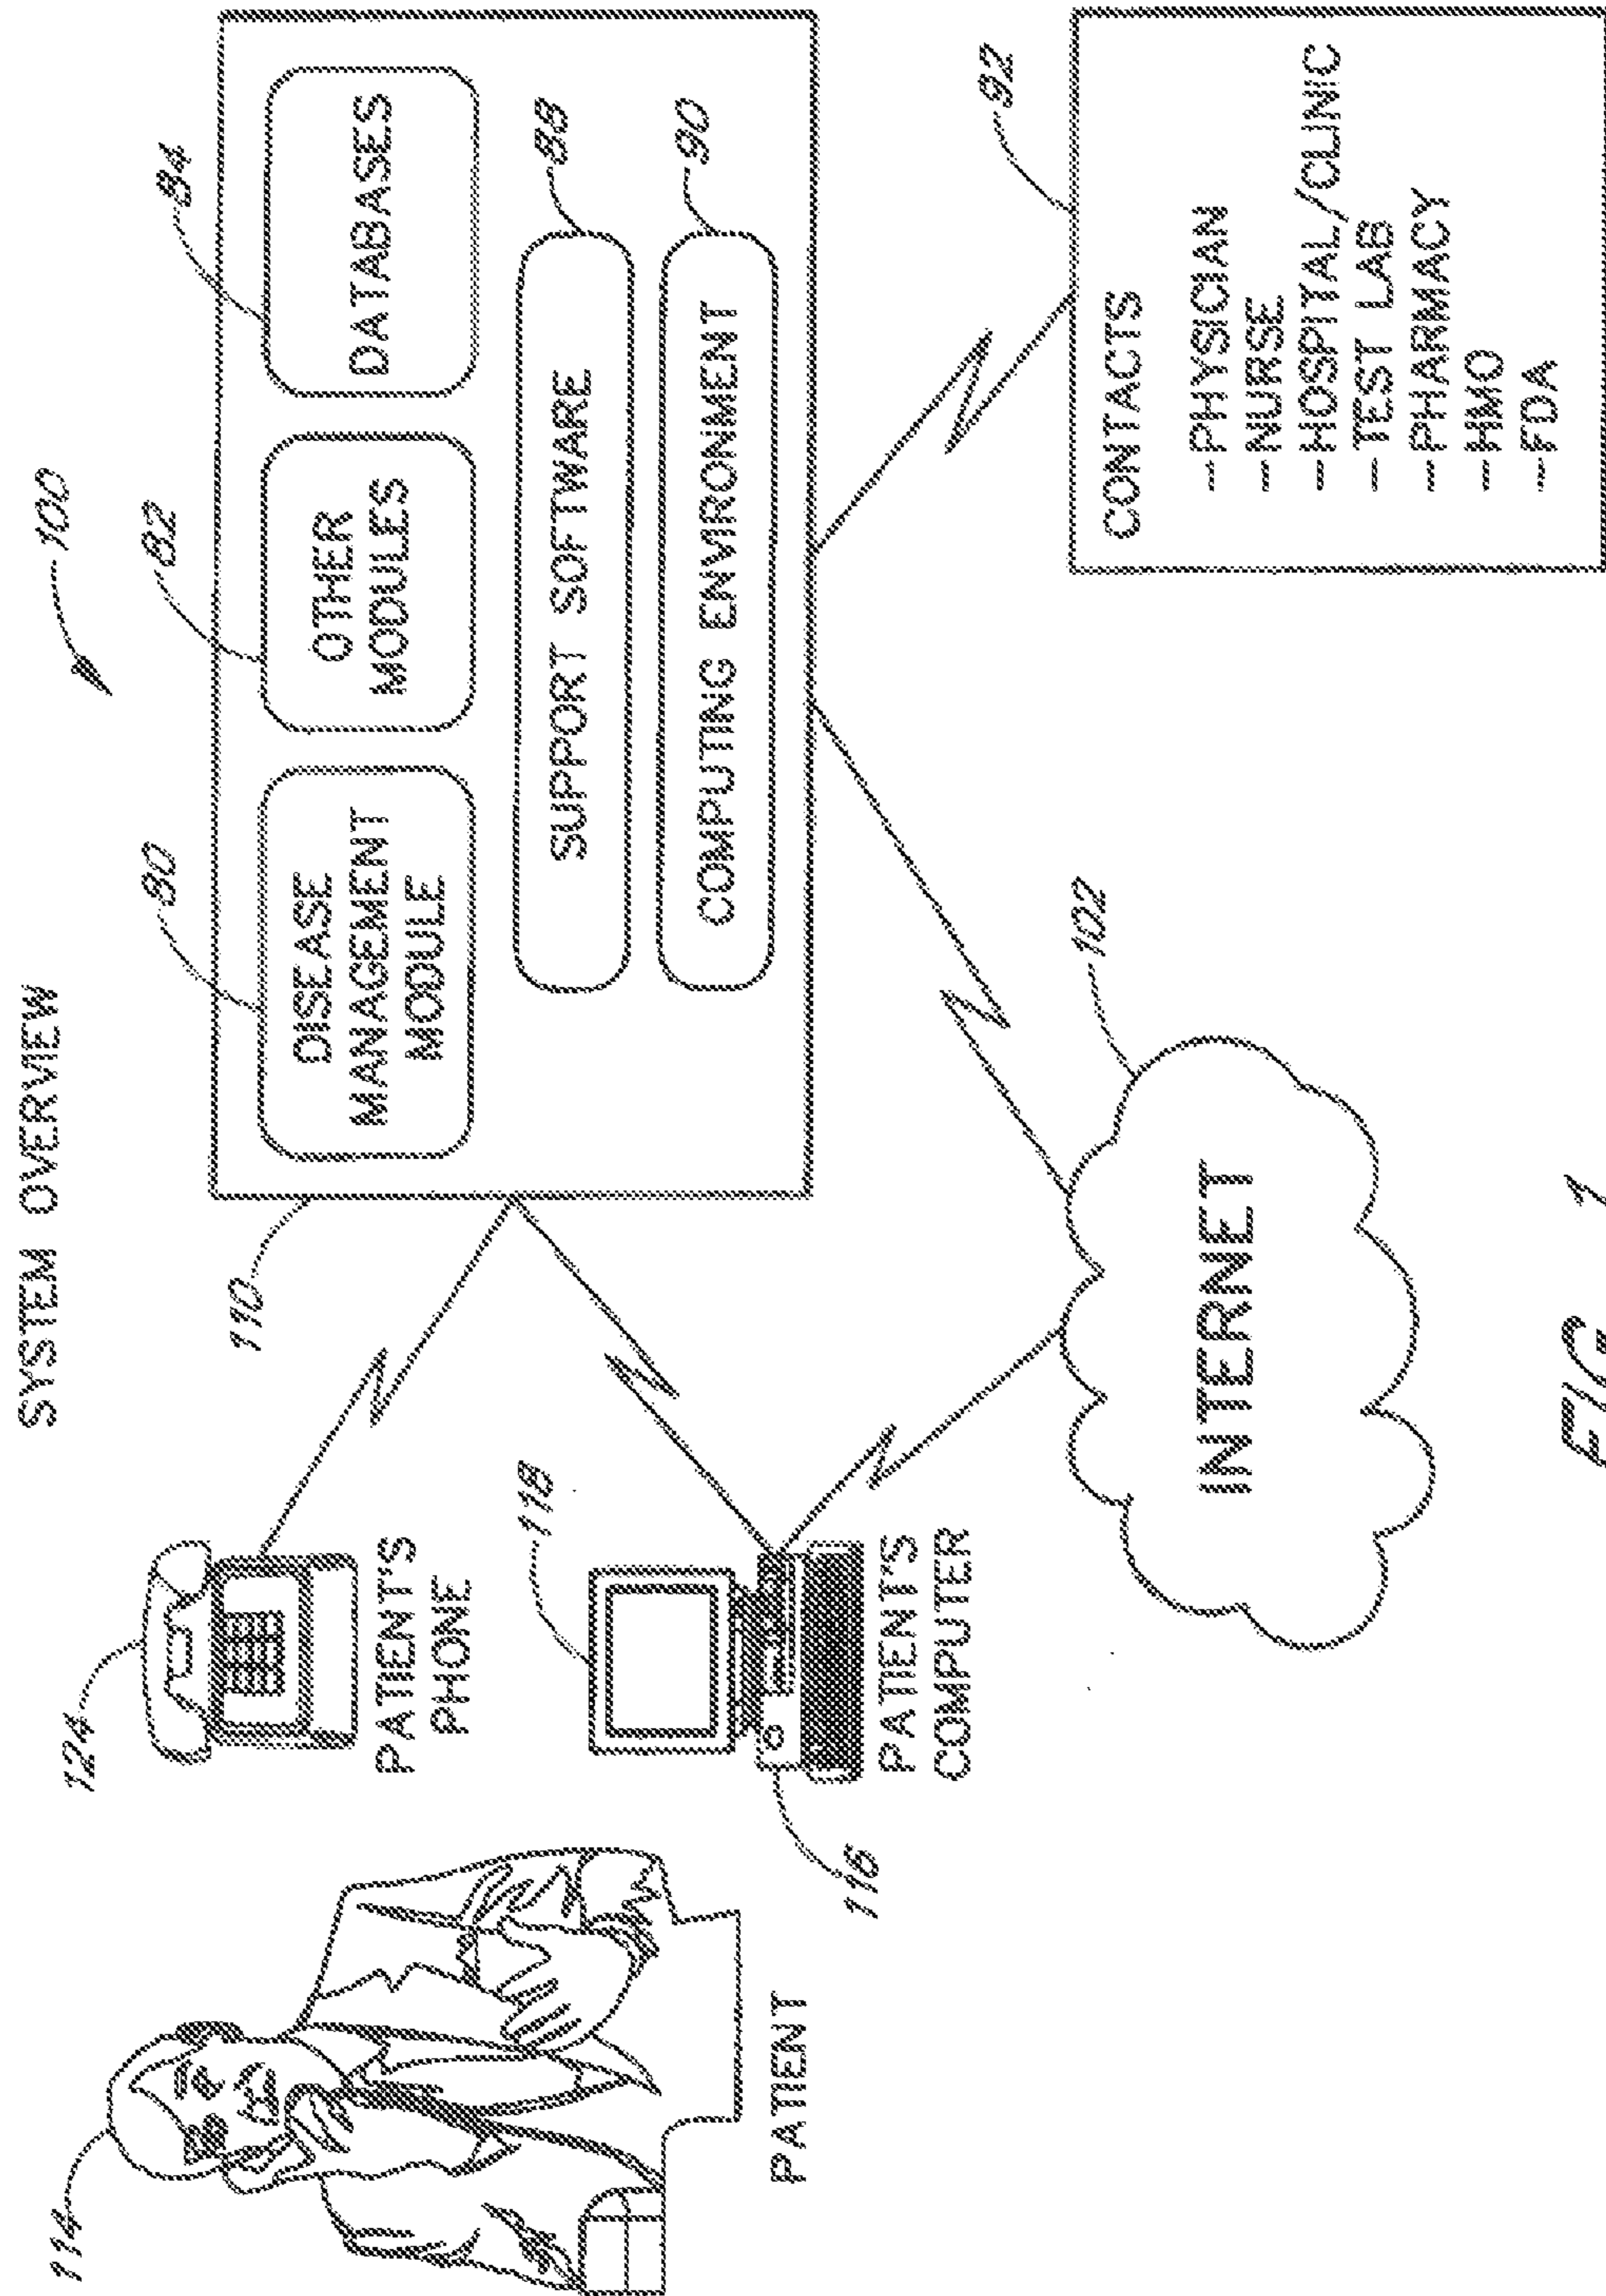 SYSTEM OVERVIEW
100
114
PATIENT
124
PATIENT'S
PHONE
118
116
PATIENT'S
COMPUTER
110
80
DISEASE
MANAGEMENT
MODULE
82
OTHER
MODULES
84
DATABASES
SUPPORT SOFTWARE
88
COMPUTING ENVIRONMENT
90
102
INTERNET
92
CONTACTS
-PHYSICIAN
-NURSE
-HOSPITAL/CLINIC
-TEST LAB
-PHARMACY
-HMO
-FDA
FIG. 1